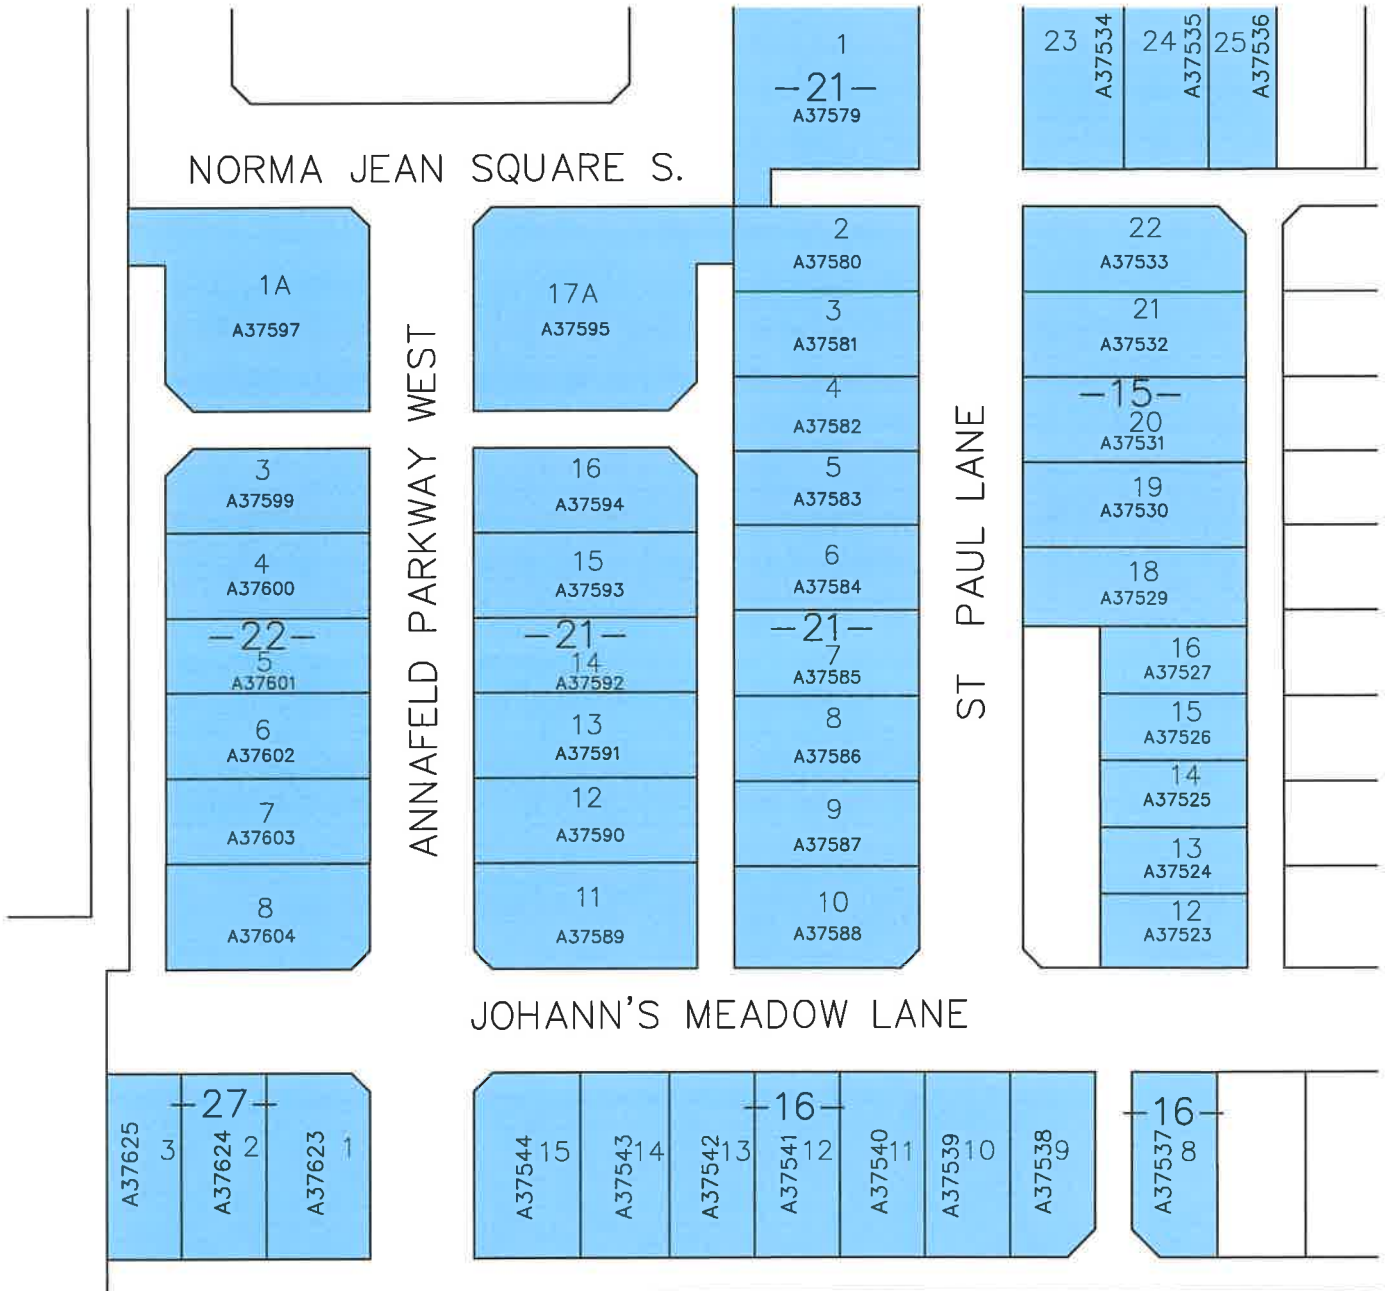 1
-21-
A37579
23
A37534
24
A37535
25
A37536
NORMA JEAN SQUARE S.
1A
A37597
17A
A37595
2
A37580
3
A37581
4
A37582
5
A37583
6
A37584
-21-
7
A37585
8
A37586
9
A37587
10
A37588
22
A37533
21
A37532
-15-
20
A37531
19
A37530
18
A37529
16
A37527
15
A37526
14
A37525
13
A37524
12
A37523
ANNAFELD PARKWAY WEST
ST PAUL LANE
3
A37599
4
A37600
-22-
5
A37601
6
A37602
7
A37603
8
A37604
16
A37594
15
A37593
-21-
14
A37592
13
A37591
12
A37590
11
A37589
JOHANN'S MEADOW LANE
-27-
A37625
3
A37624
2
A37623
1
-16-
A37544
15
A37543
14
A37542
13
A37541
12
A37540
11
A37539
10
A37538
9
-16-
A37537
8